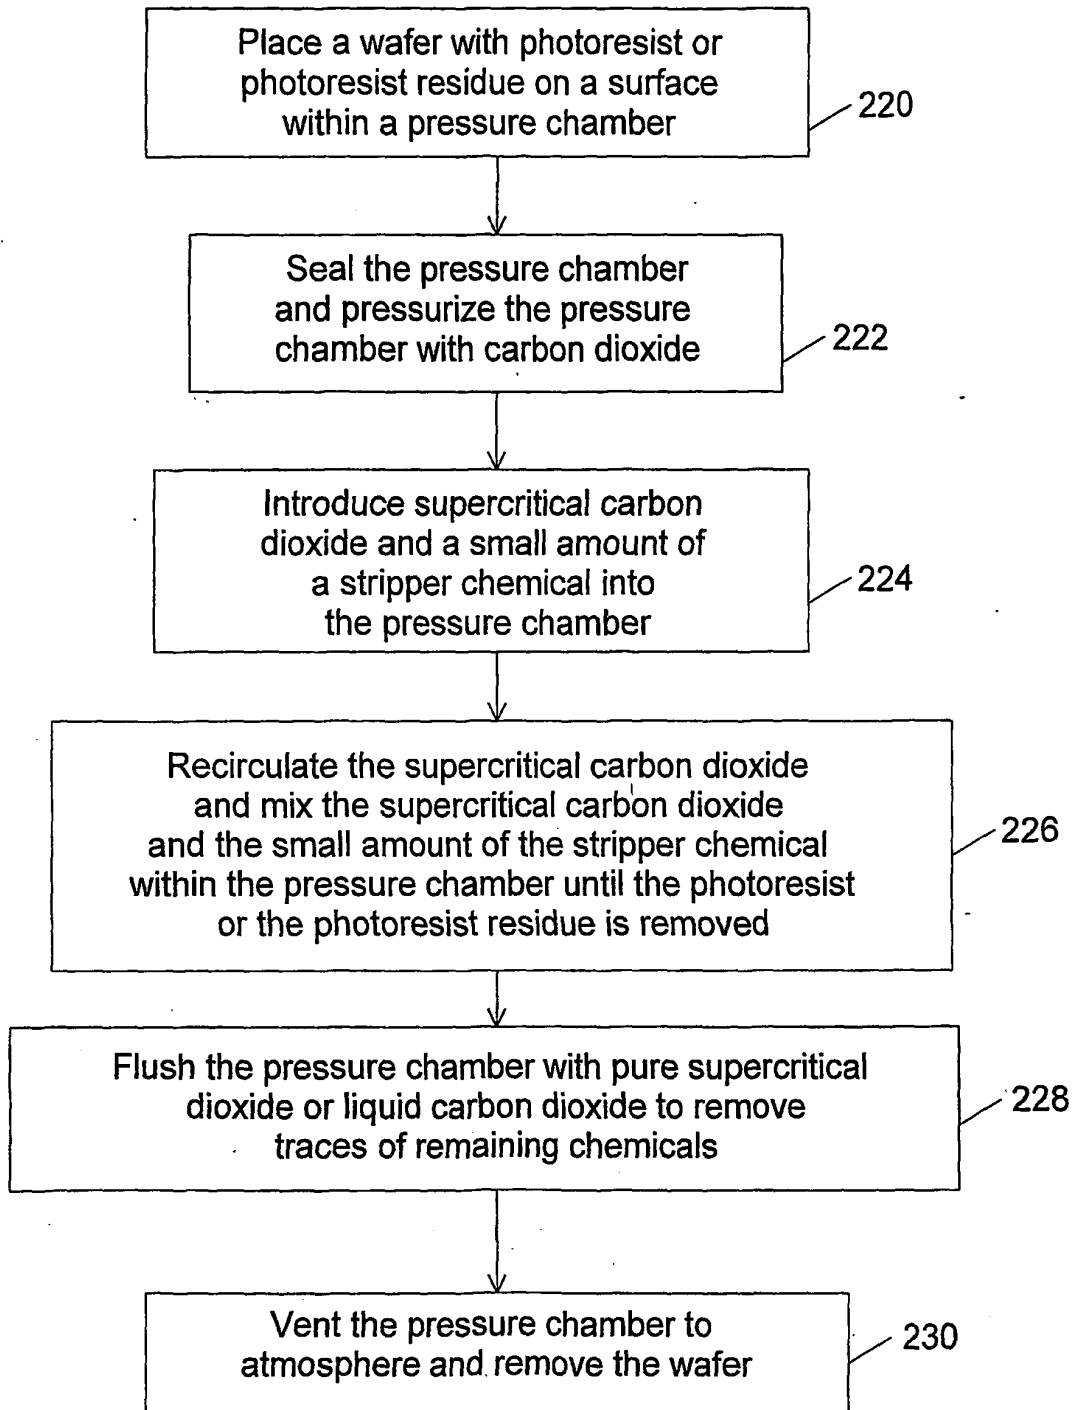 Place a wafer with photoresist or
photoresist residue on a surface
within a pressure chamber
220
Seal the pressure chamber
and pressurize the pressure
chamber with carbon dioxide
222
Introduce supercritical carbon
dioxide and a small amount of
a stripper chemical into
the pressure chamber
224
Recirculate the supercritical carbon dioxide
and mix the supercritical carbon dioxide
and the small amount of the stripper chemical
within the pressure chamber until the photoresist
or the photoresist residue is removed
226
Flush the pressure chamber with pure supercritical
dioxide or liquid carbon dioxide to remove
traces of remaining chemicals
228
Vent the pressure chamber to
atmosphere and remove the wafer
230